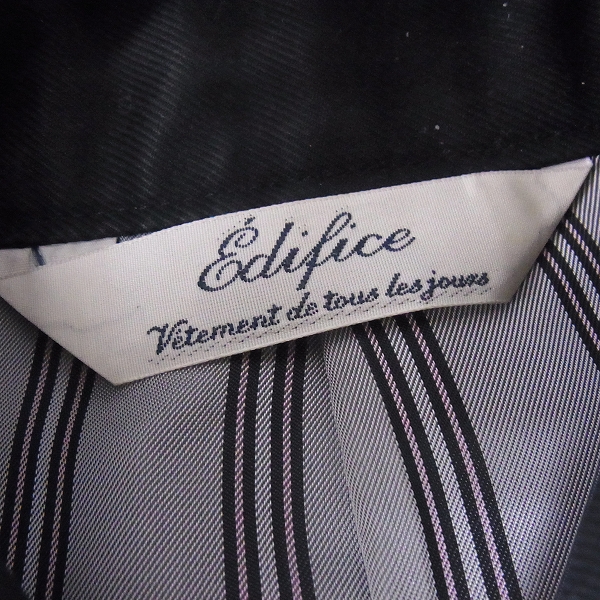 Édifice
Vêtement de tous les jours